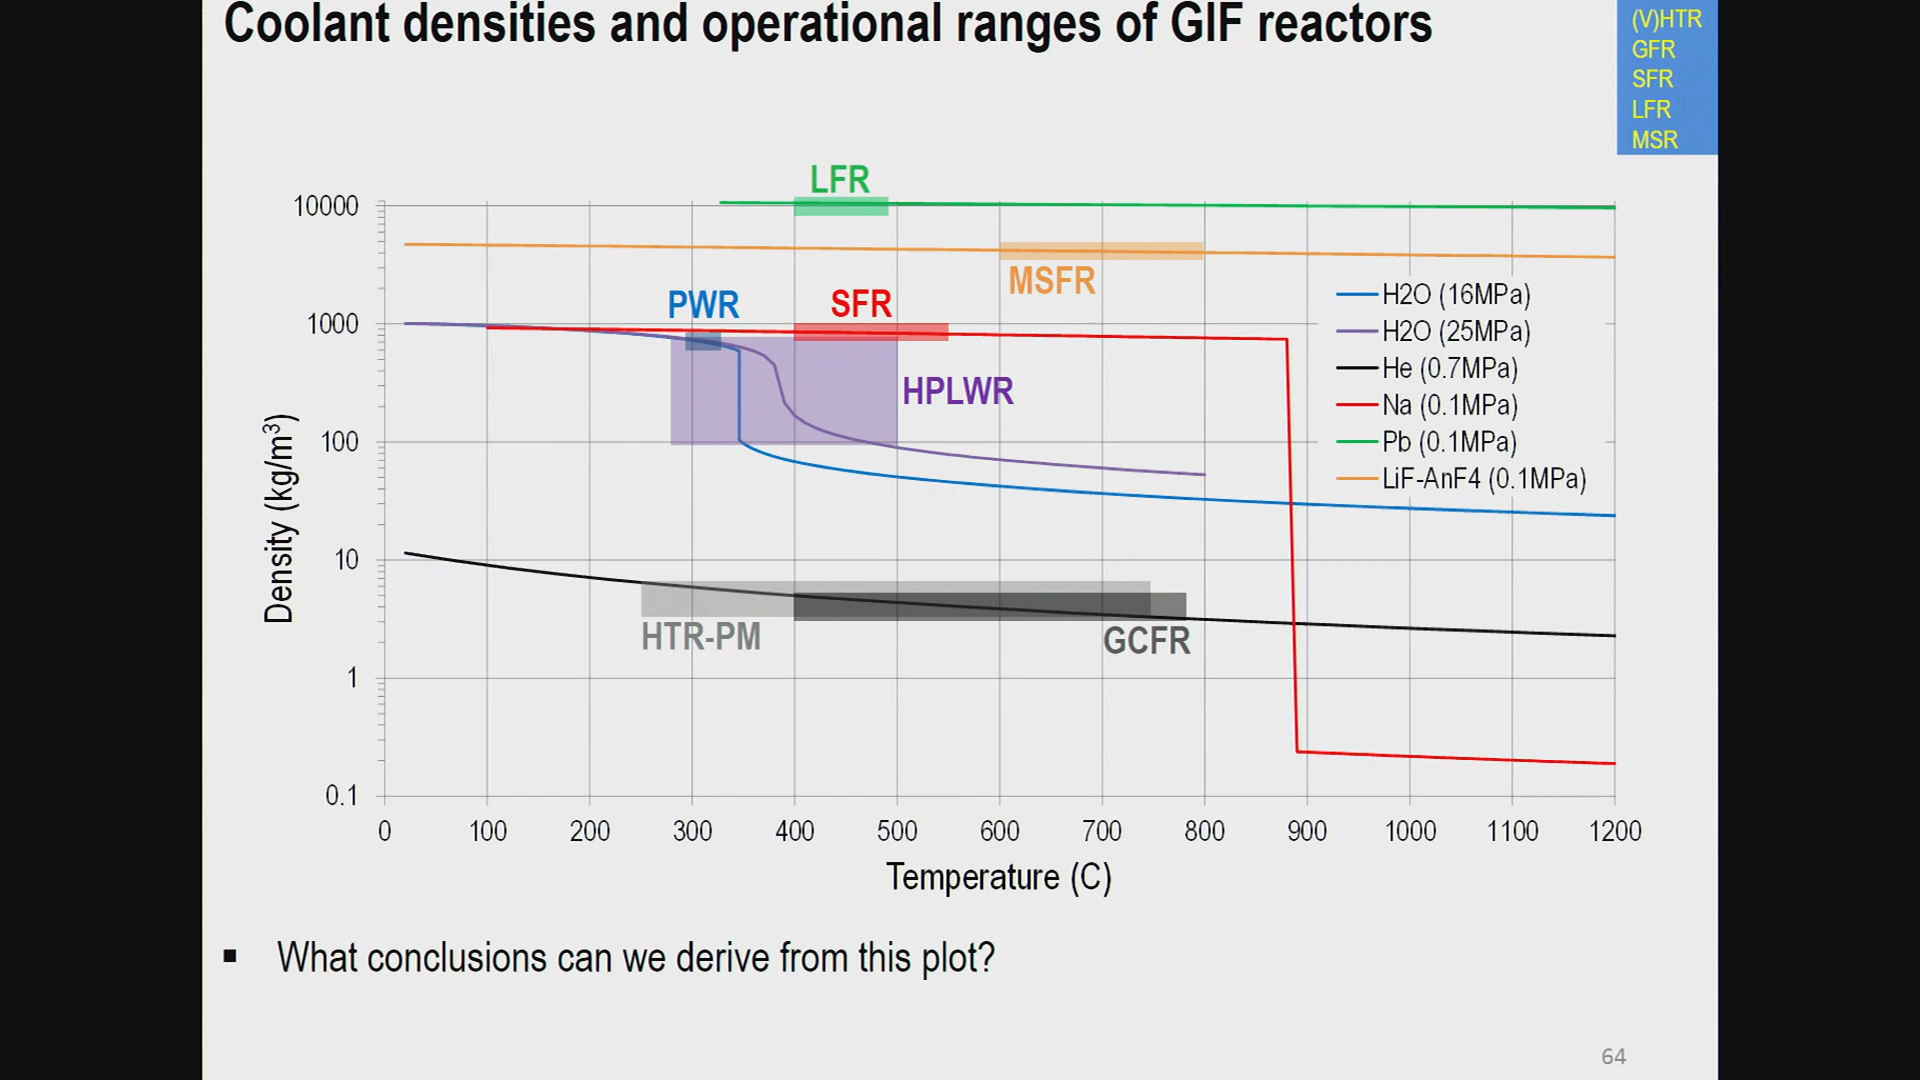 Coolant densities and operational ranges of GIF reactors
(V)HTR
GFR
SFR
LFR
MSR
LFR
10000
MSFR
PWR
SFR
1000
H2O (16MPa)
H2O (25MPa)
He (0.7MPa)
Na (0.1MPa)
Pb (0.1MPa)
LiF-AnF4 (0.1MPa)
HPLWR
100
Density (kg/m³)
10
HTR-PM
GCFR
1
0.1
0 100 200 300 400 500 600 700 800 900 1000 1100 1200
Temperature (C)
▪ What conclusions can we derive from this plot?
64